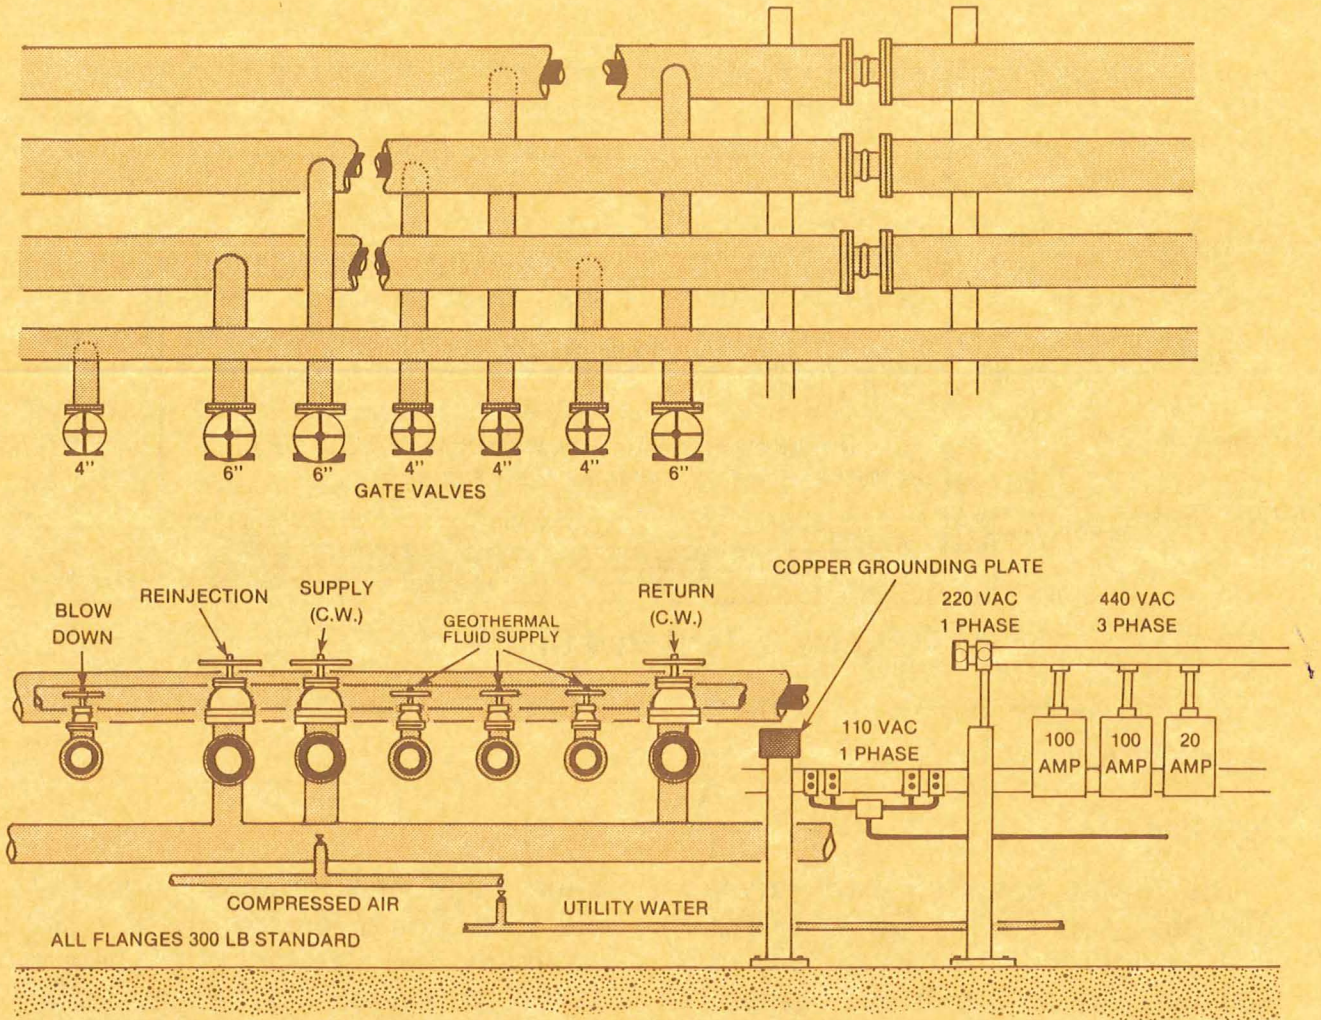 4"
6"
6"
4"
4"
4"
6"
GATE VALVES
COPPER GROUNDING PLATE
BLOW
DOWN
REINJECTION
SUPPLY
(C.W.)
GEOTHERMAL
FLUID SUPPLY
RETURN
(C.W.)
220 VAC
1 PHASE
440 VAC
3 PHASE
110 VAC
1 PHASE
100
AMP
100
AMP
20
AMP
COMPRESSED AIR
UTILITY WATER
ALL FLANGES 300 LB STANDARD